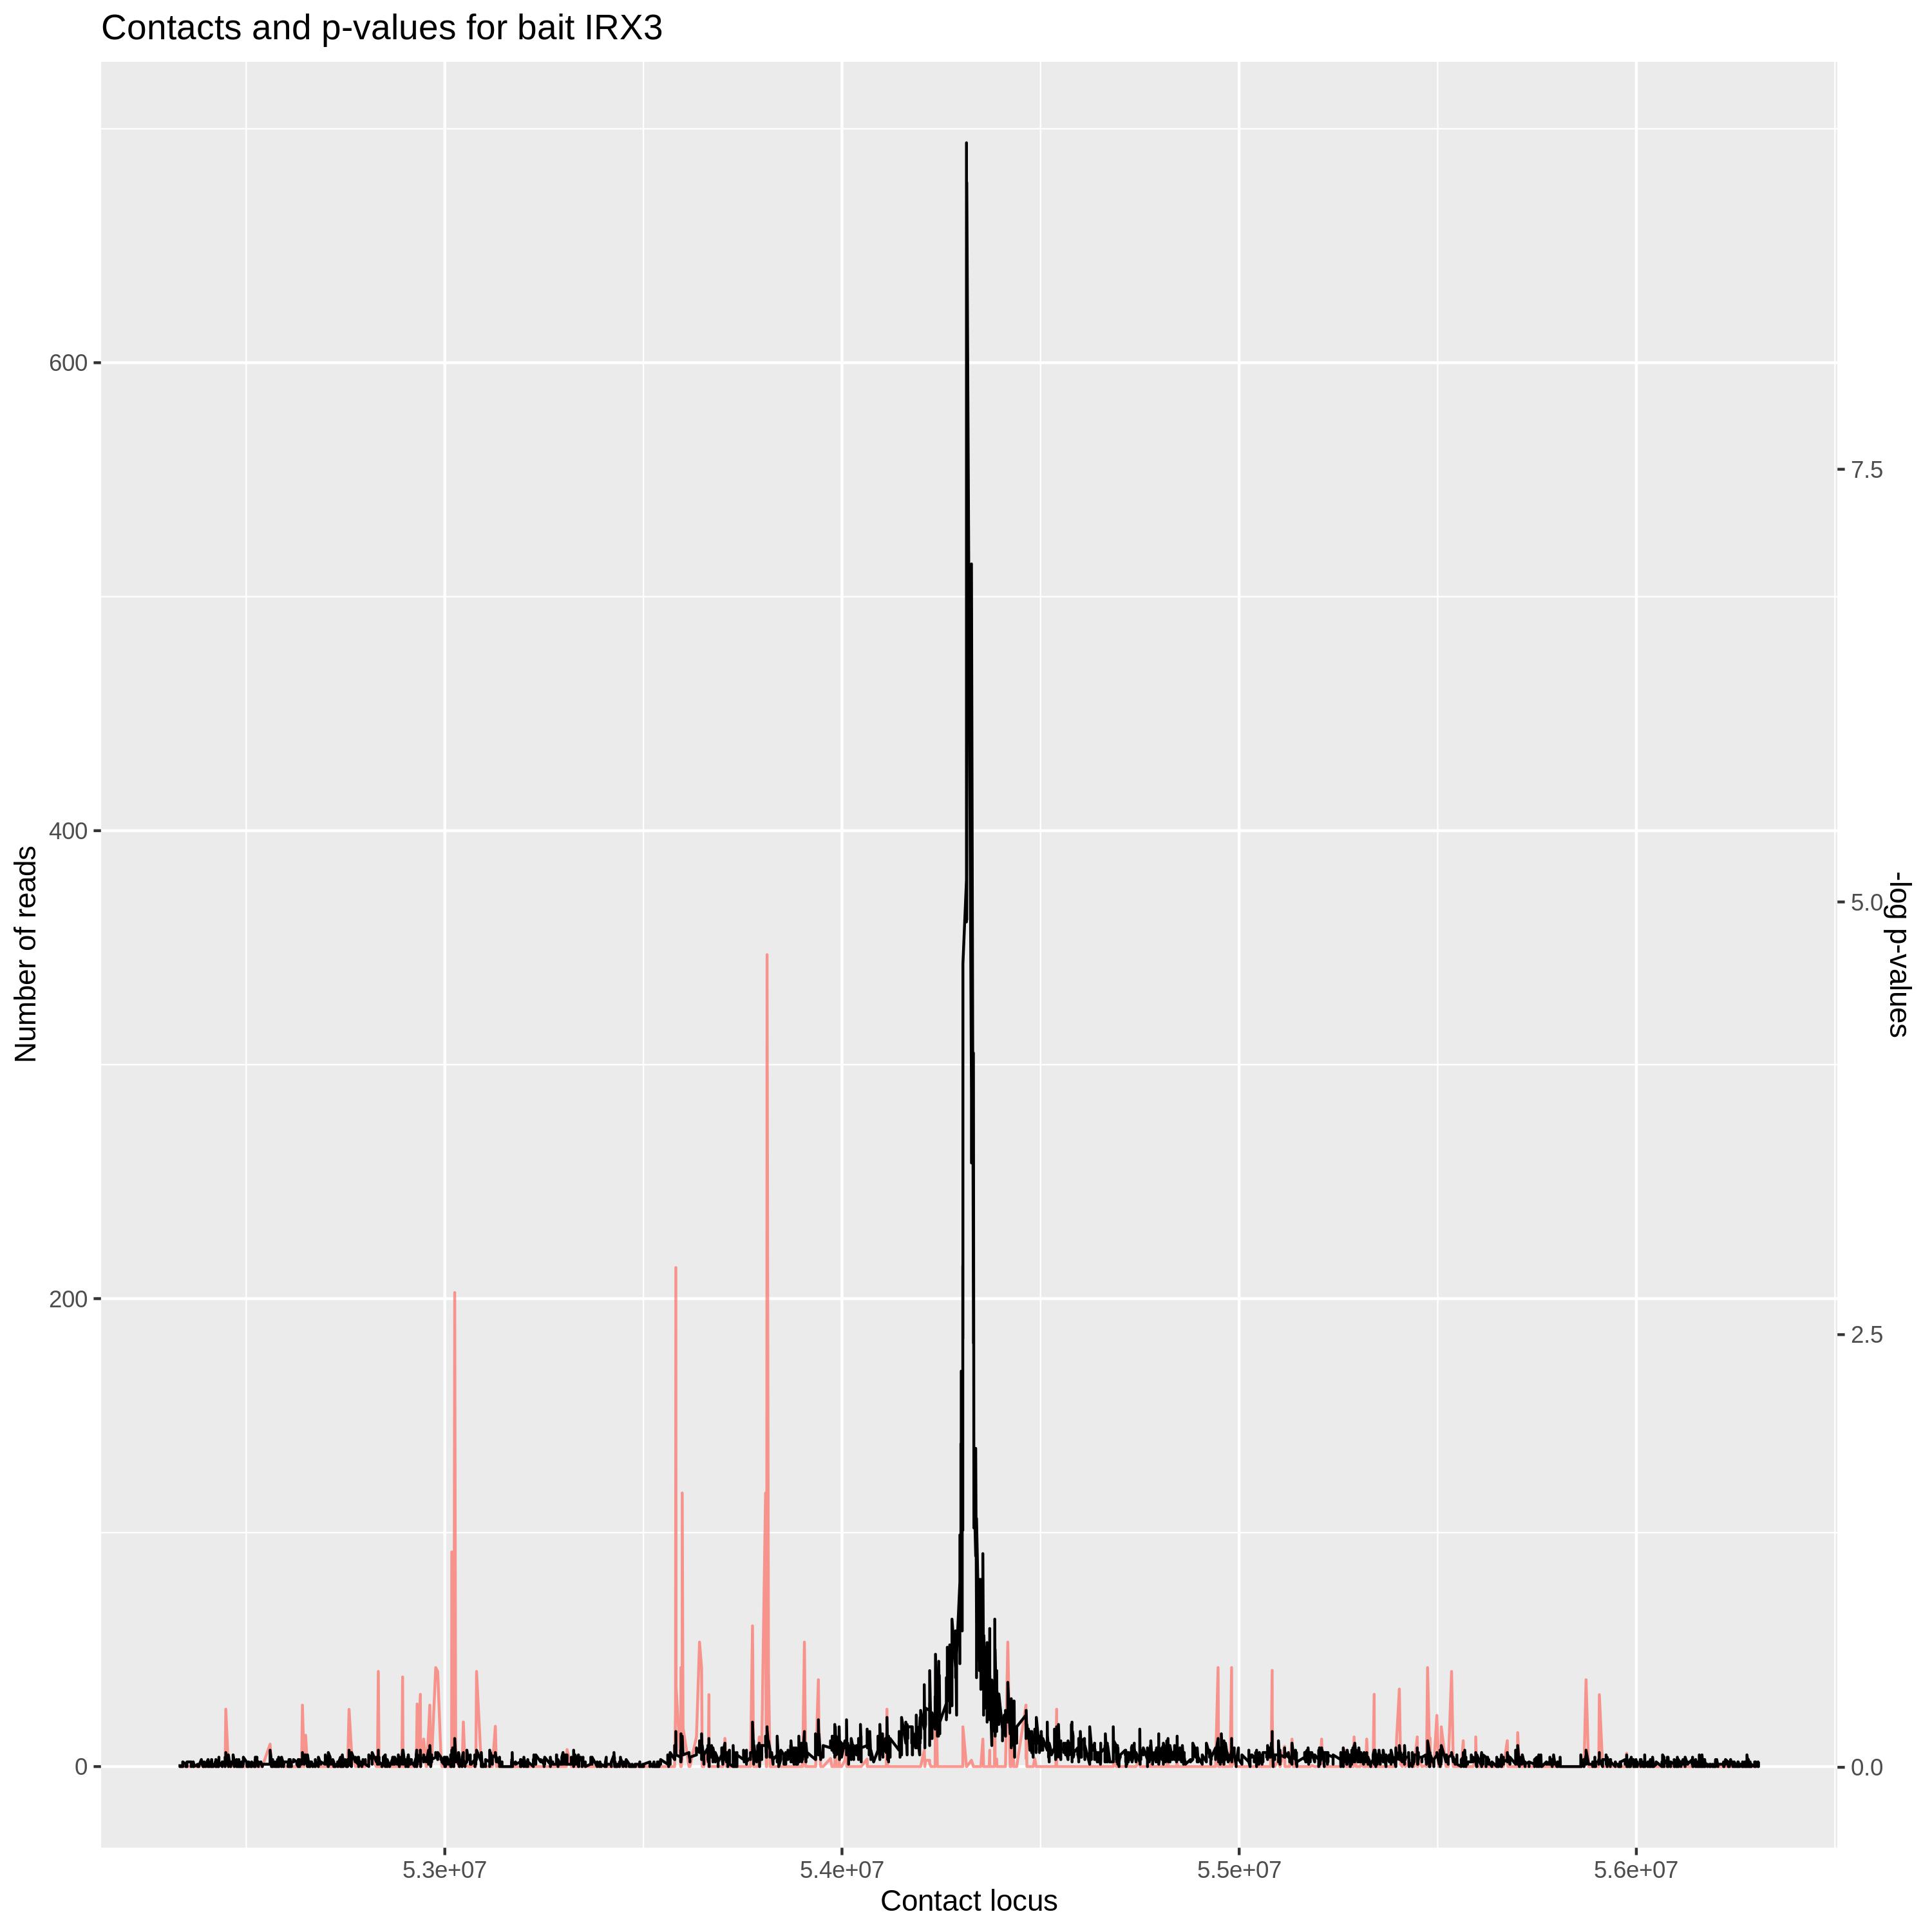 Contacts and p-values for bait IRX3
600
400
200
0
Number of reads
7.5
5.0
2.5
0.0
-log p-values
5.3e+07
5.4e+07
5.5e+07
5.6e+07
Contact locus